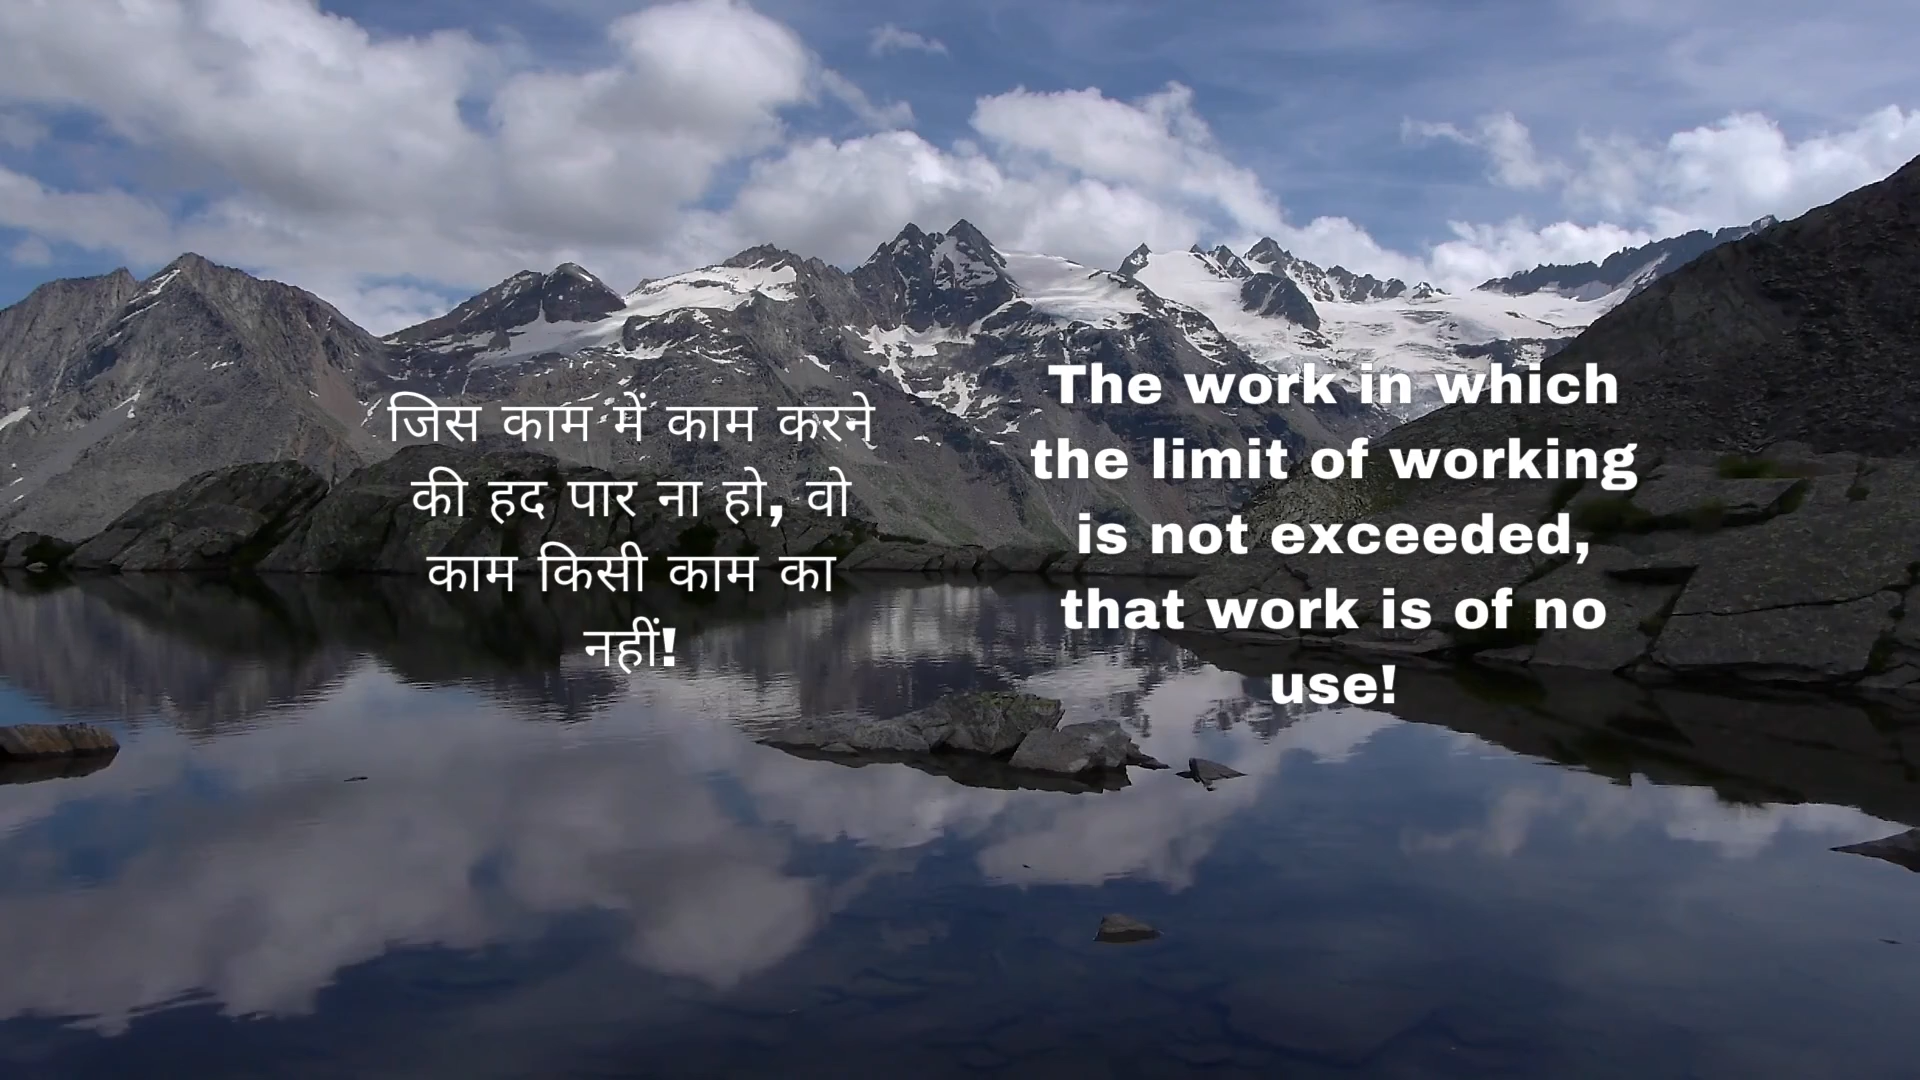 जिस काम में काम करने
की हद पार ना हो, वो
काम किसी काम का
नहीं!
The work in which
the limit of working
is not exceeded,
that work is of no
use!